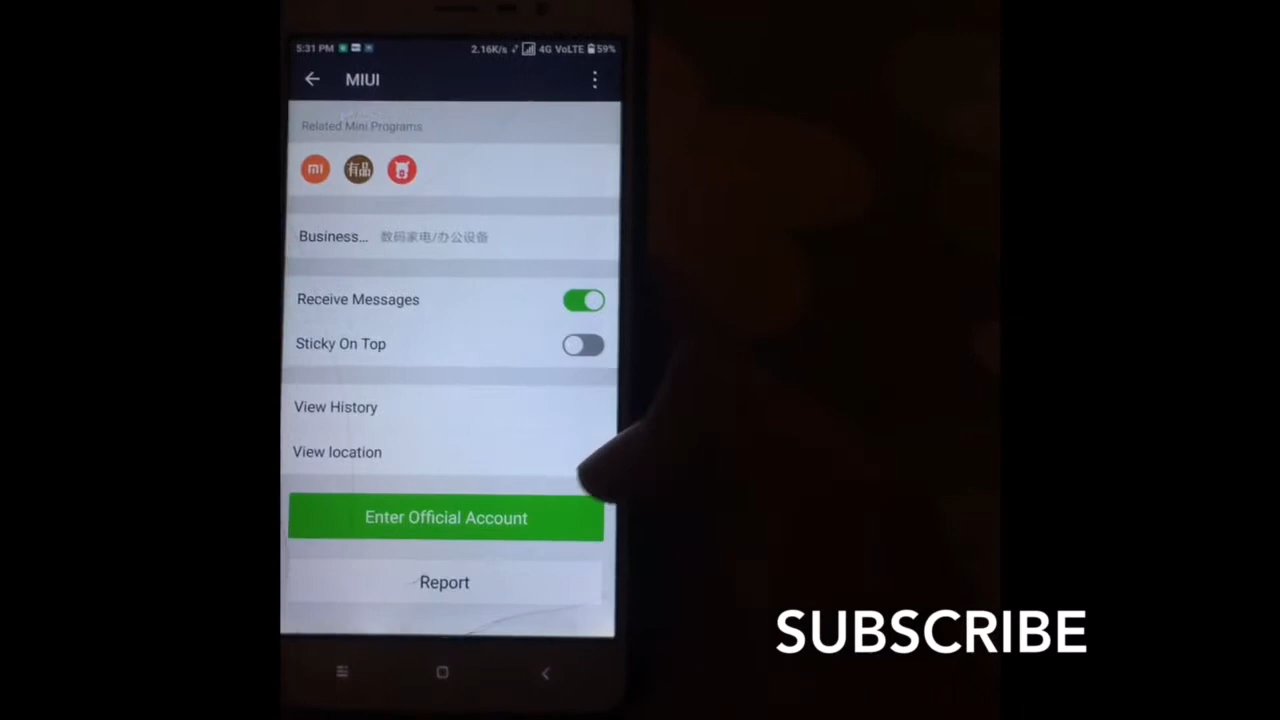 5:31 PM 2.16K/s 4G VoLTE 59%
MIUI
Related Mini Programs
mi 有品
Business... 数码家电/办公设备
Receive Messages
Sticky On Top
View History
View location
Enter Official Account
Report
SUBSCRIBE